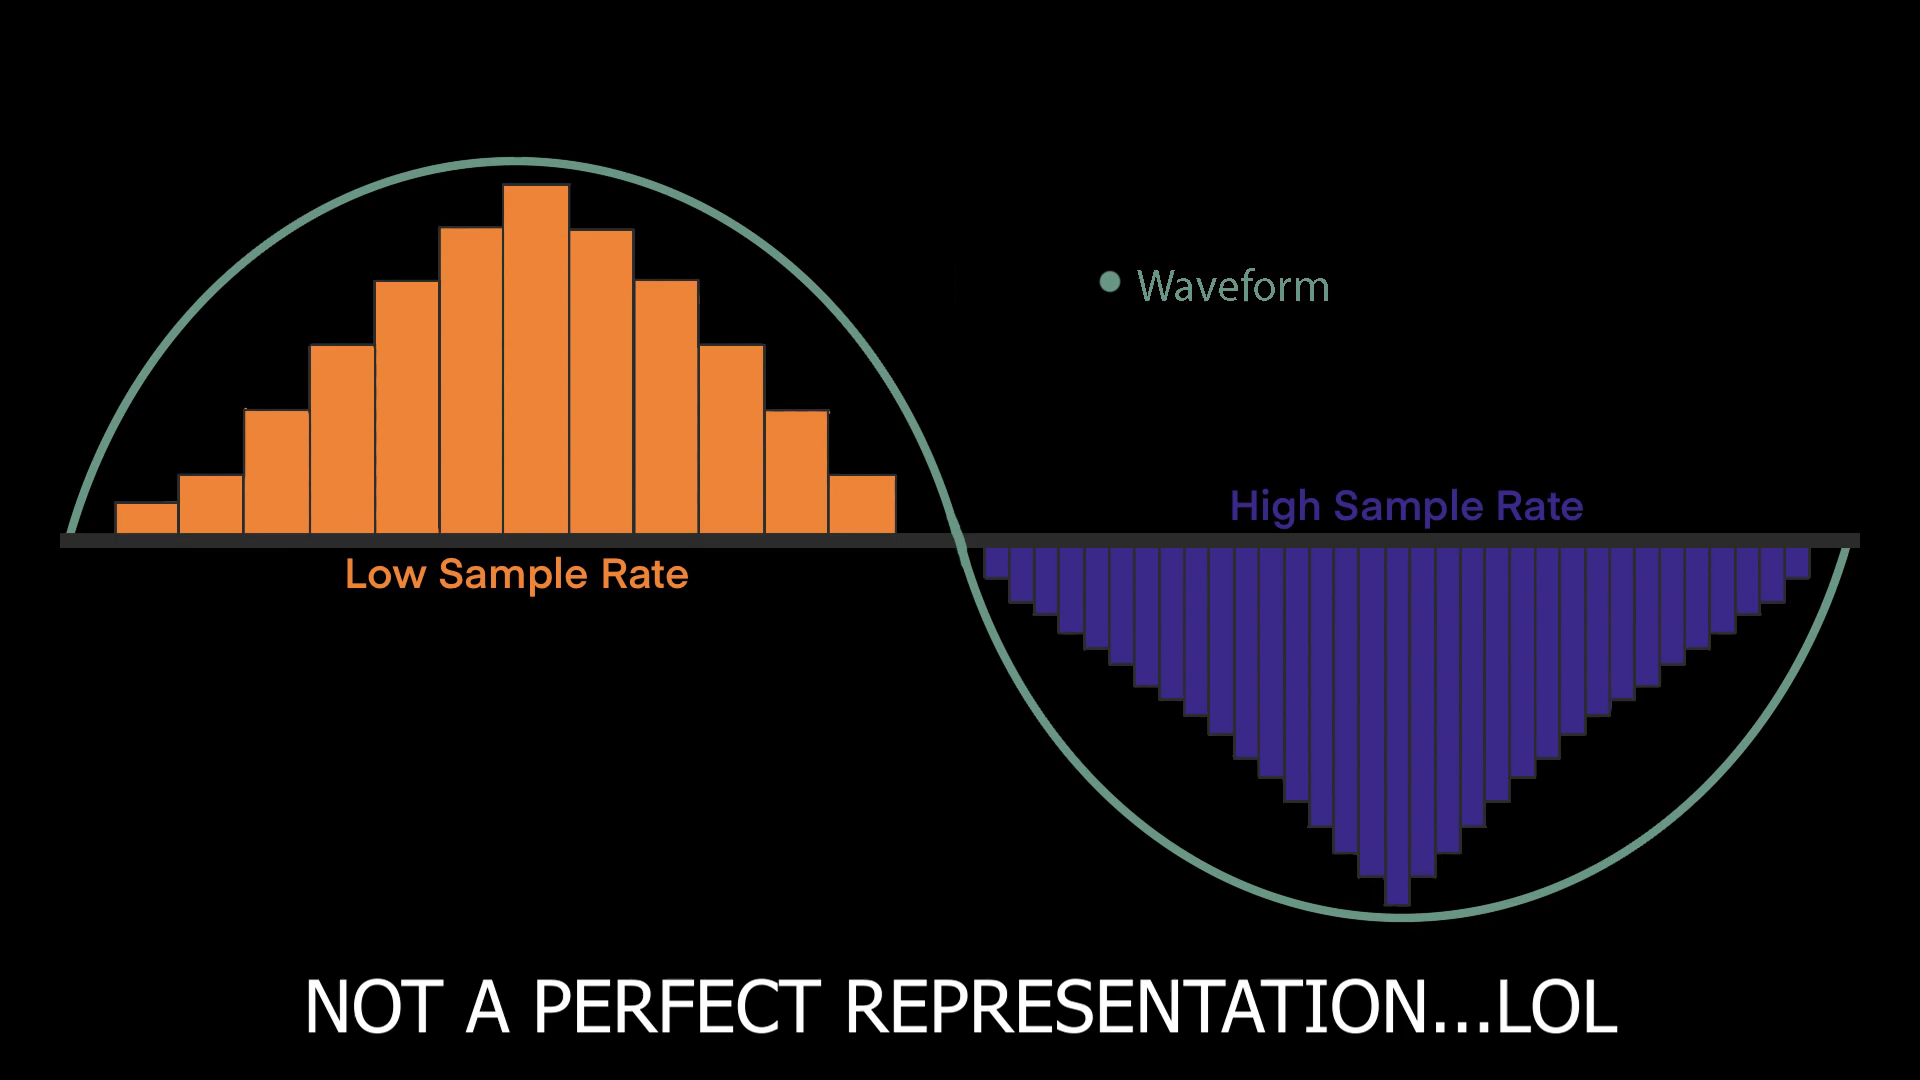 Waveform
High Sample Rate
Low Sample Rate
NOT A PERFECT REPRESENTATION...LOL